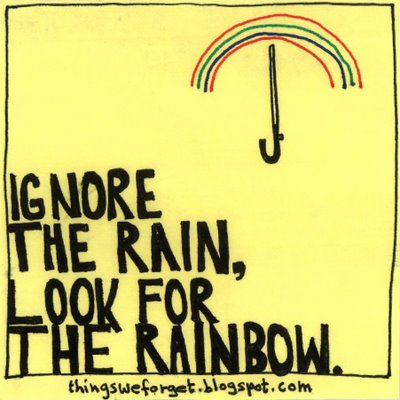 IGNORE
THE RAIN,
LOOK FOR
THE RAINBOW.
thingsweforget.blogspot.com